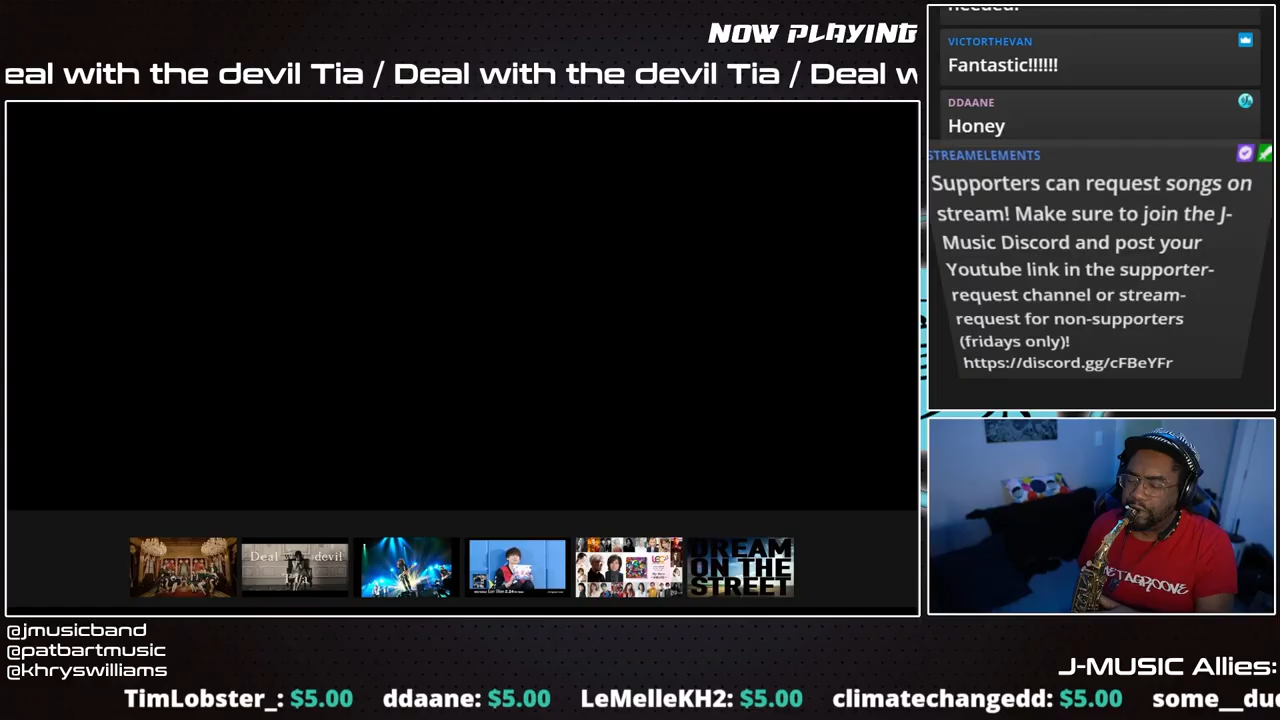 NOW PLAYING
eal with the devil Tia / Deal with the devil Tia / Deal w
needed!
VICTORTHEVAN
Fantastic!!!!!!
DDAANE
Honey
STREAMELEMENTS
Supporters can request songs on
stream! Make sure to join the J-
Music Discord and post your
Youtube link in the supporter-
request channel or stream-
request for non-supporters
(fridays only)!
https://discord.gg/cFBeYFr
Deal with devil
DREAM
ON THE
STREET
METAGROOVE
@jmusicband
@patbartmusic
@khryswilliams
J-MUSIC Allies:
TimLobster_: $5.00 ddaane: $5.00 LeMelleKH2: $5.00 climatechangedd: $5.00 some__du